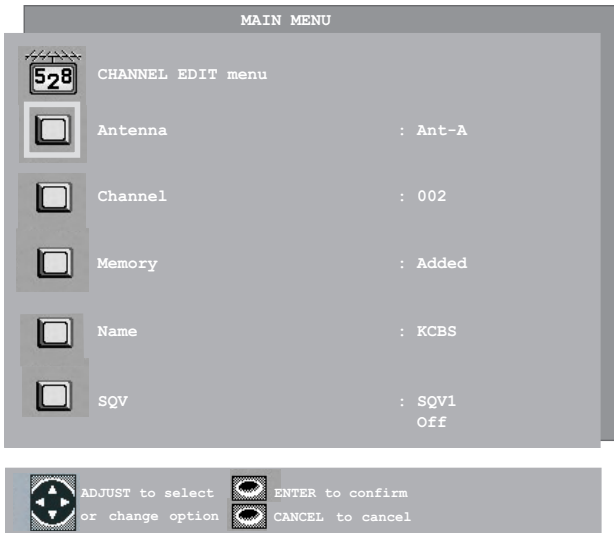 MAIN MENU
528
CHANNEL EDIT menu
Antenna : Ant-A
Channel : 002
Memory : Added
Name : KCBS
SQV : SQV1
Off
ADJUST to select ENTER to confirm
or change option CANCEL to cancel